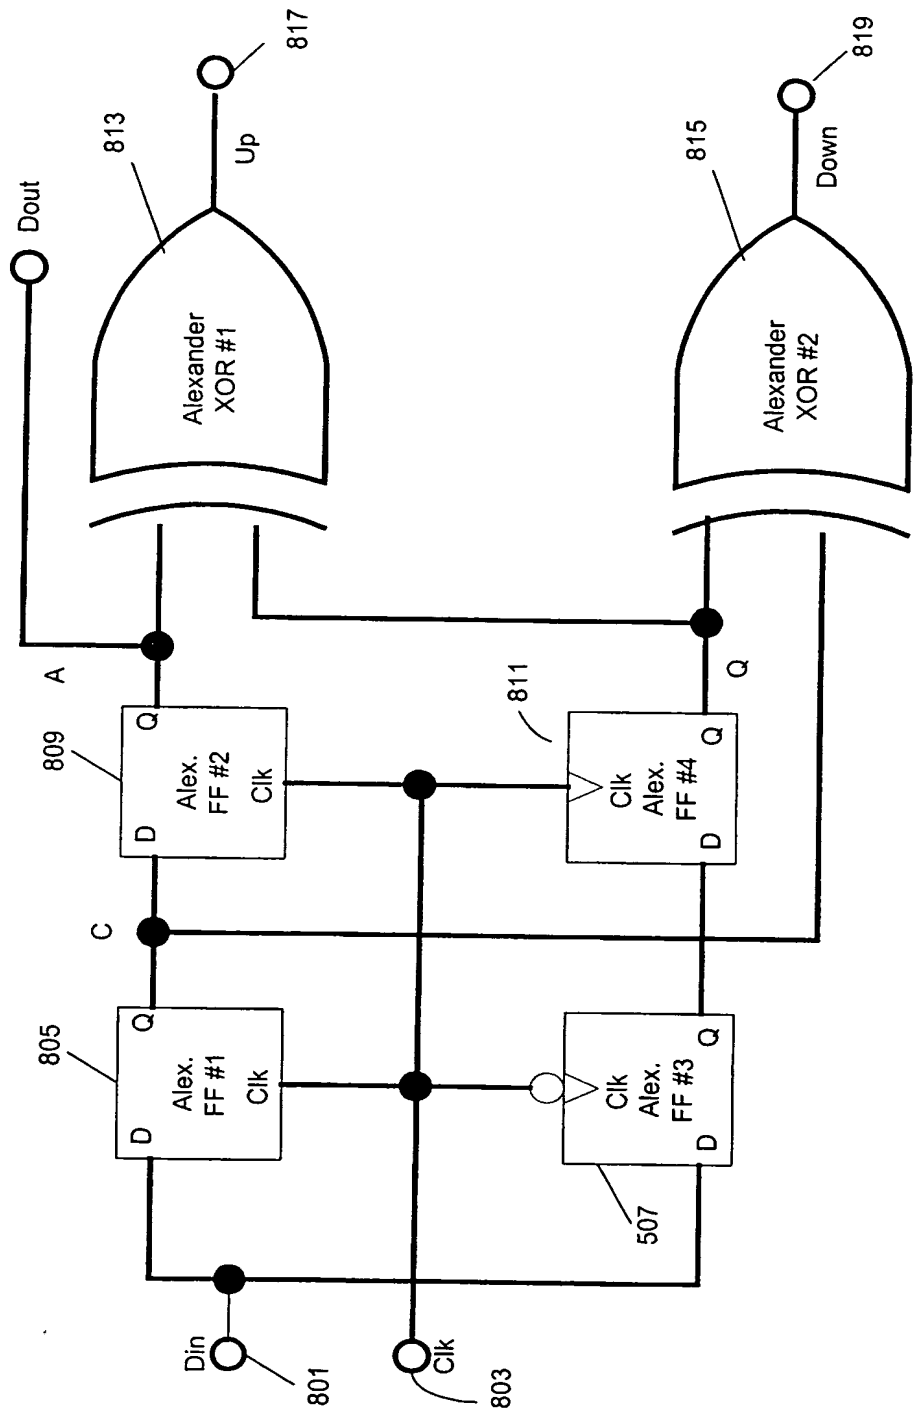 Dout
813
817
Up
Alexander
XOR #1
A
809
D
Q
Alex.
FF #2
Clk
C
805
D
Q
Alex.
FF #1
Clk
Din
801
Clk
803
507
Clk
Alex.
FF #3
D
Q
811
Clk
Alex.
FF #4
D
Q
Q
Alexander
XOR #2
815
Down
819